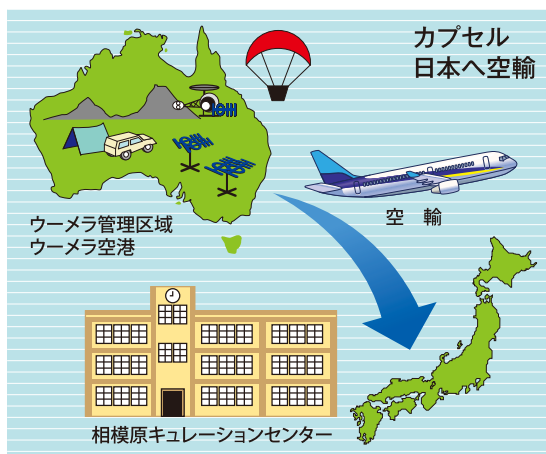 カプセル
日本へ空輸
空 輸
ウーメラ管理区域
ウーメラ空港
相模原キュレーションセンター